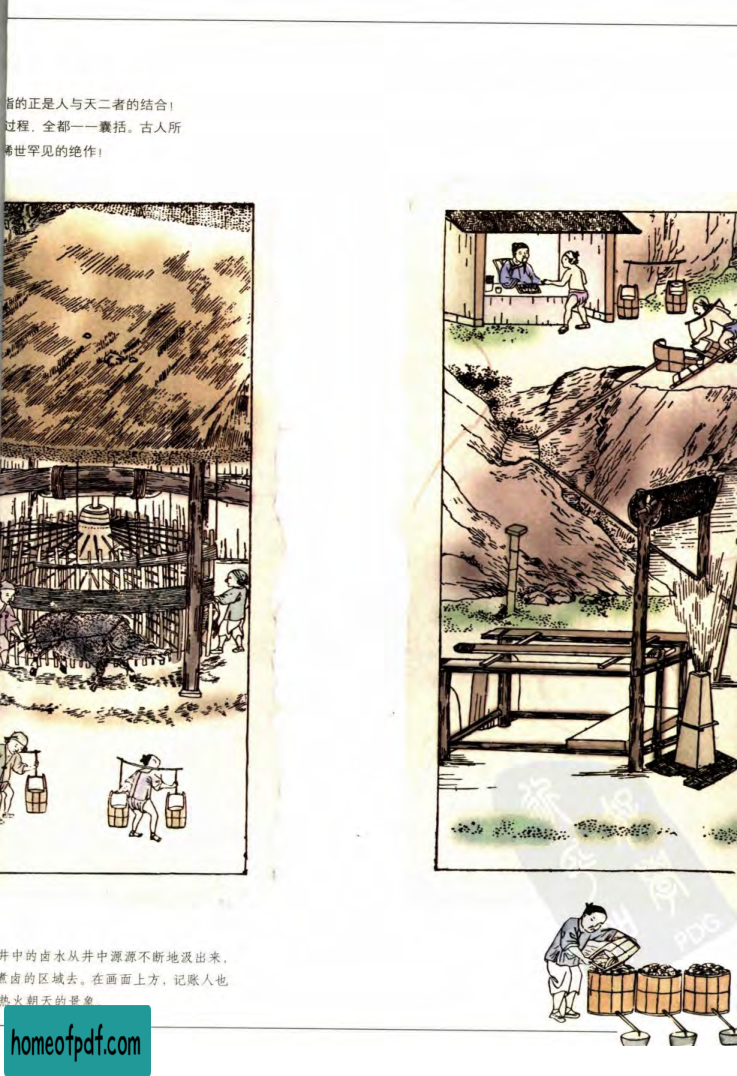 指的正是人与天二者的结合！
过程，全都一一囊括。古人所
稀世罕见的绝作！
井中的卤水从井中源源不断地汲出来，
煮卤的区域去。在画面上方，记账人也
热火朝天的景象。
PDG
homeofpdf.com